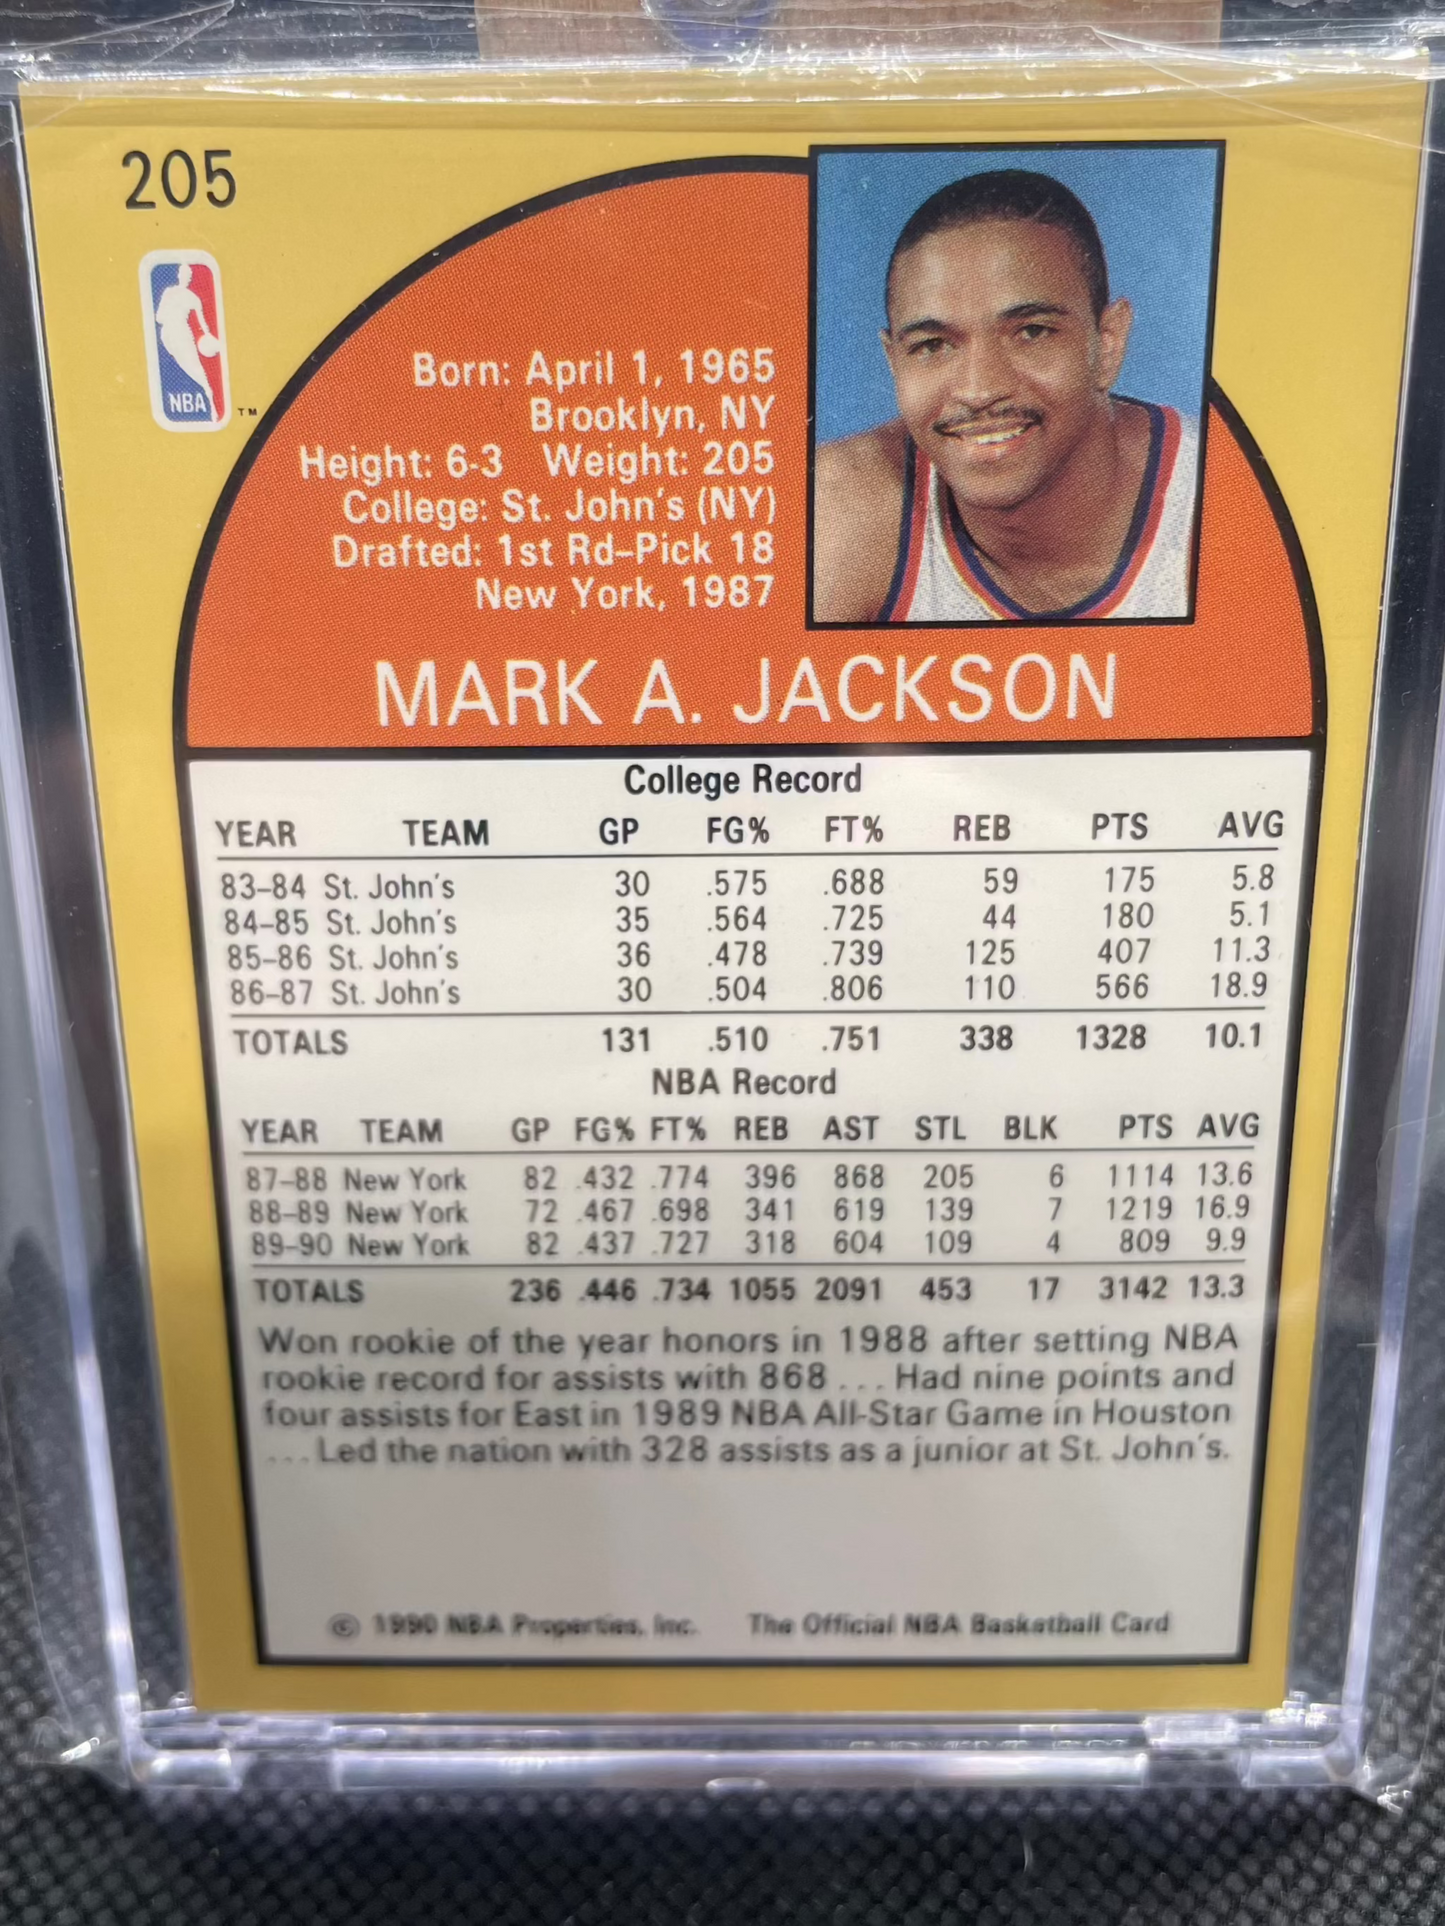 205
NBA
TM
Born: April 1, 1965
Brooklyn, NY
Height: 6-3 Weight: 205
College: St. John's (NY)
Drafted: 1st Rd-Pick 18
New York, 1987
MARK A. JACKSON
College Record
YEAR TEAM GP FG% FT% REB PTS AVG
83-84 St. John's 30 .575 .688 59 175 5.8
84-85 St. John's 35 .564 .725 44 180 5.1
85-86 St. John's 36 .478 .739 125 407 11.3
86-87 St. John's 30 .504 .806 110 566 18.9
TOTALS 131 .510 .751 338 1328 10.1
NBA Record
YEAR TEAM GP FG% FT% REB AST STL BLK PTS AVG
87-88 New York 82 .432 .774 396 868 205 6 1114 13.6
88-89 New York 72 .467 .698 341 619 139 7 1219 16.9
89-90 New York 82 .437 .727 318 604 109 4 809 9.9
TOTALS 236 .446 .734 1055 2091 453 17 3142 13.3
Won rookie of the year honors in 1988 after setting NBA
rookie record for assists with 868 ... Had nine points and
four assists for East in 1989 NBA All-Star Game in Houston
... Led the nation with 328 assists as a junior at St. John's.
© 1990 NBA Properties, Inc. The Official NBA Basketball Card